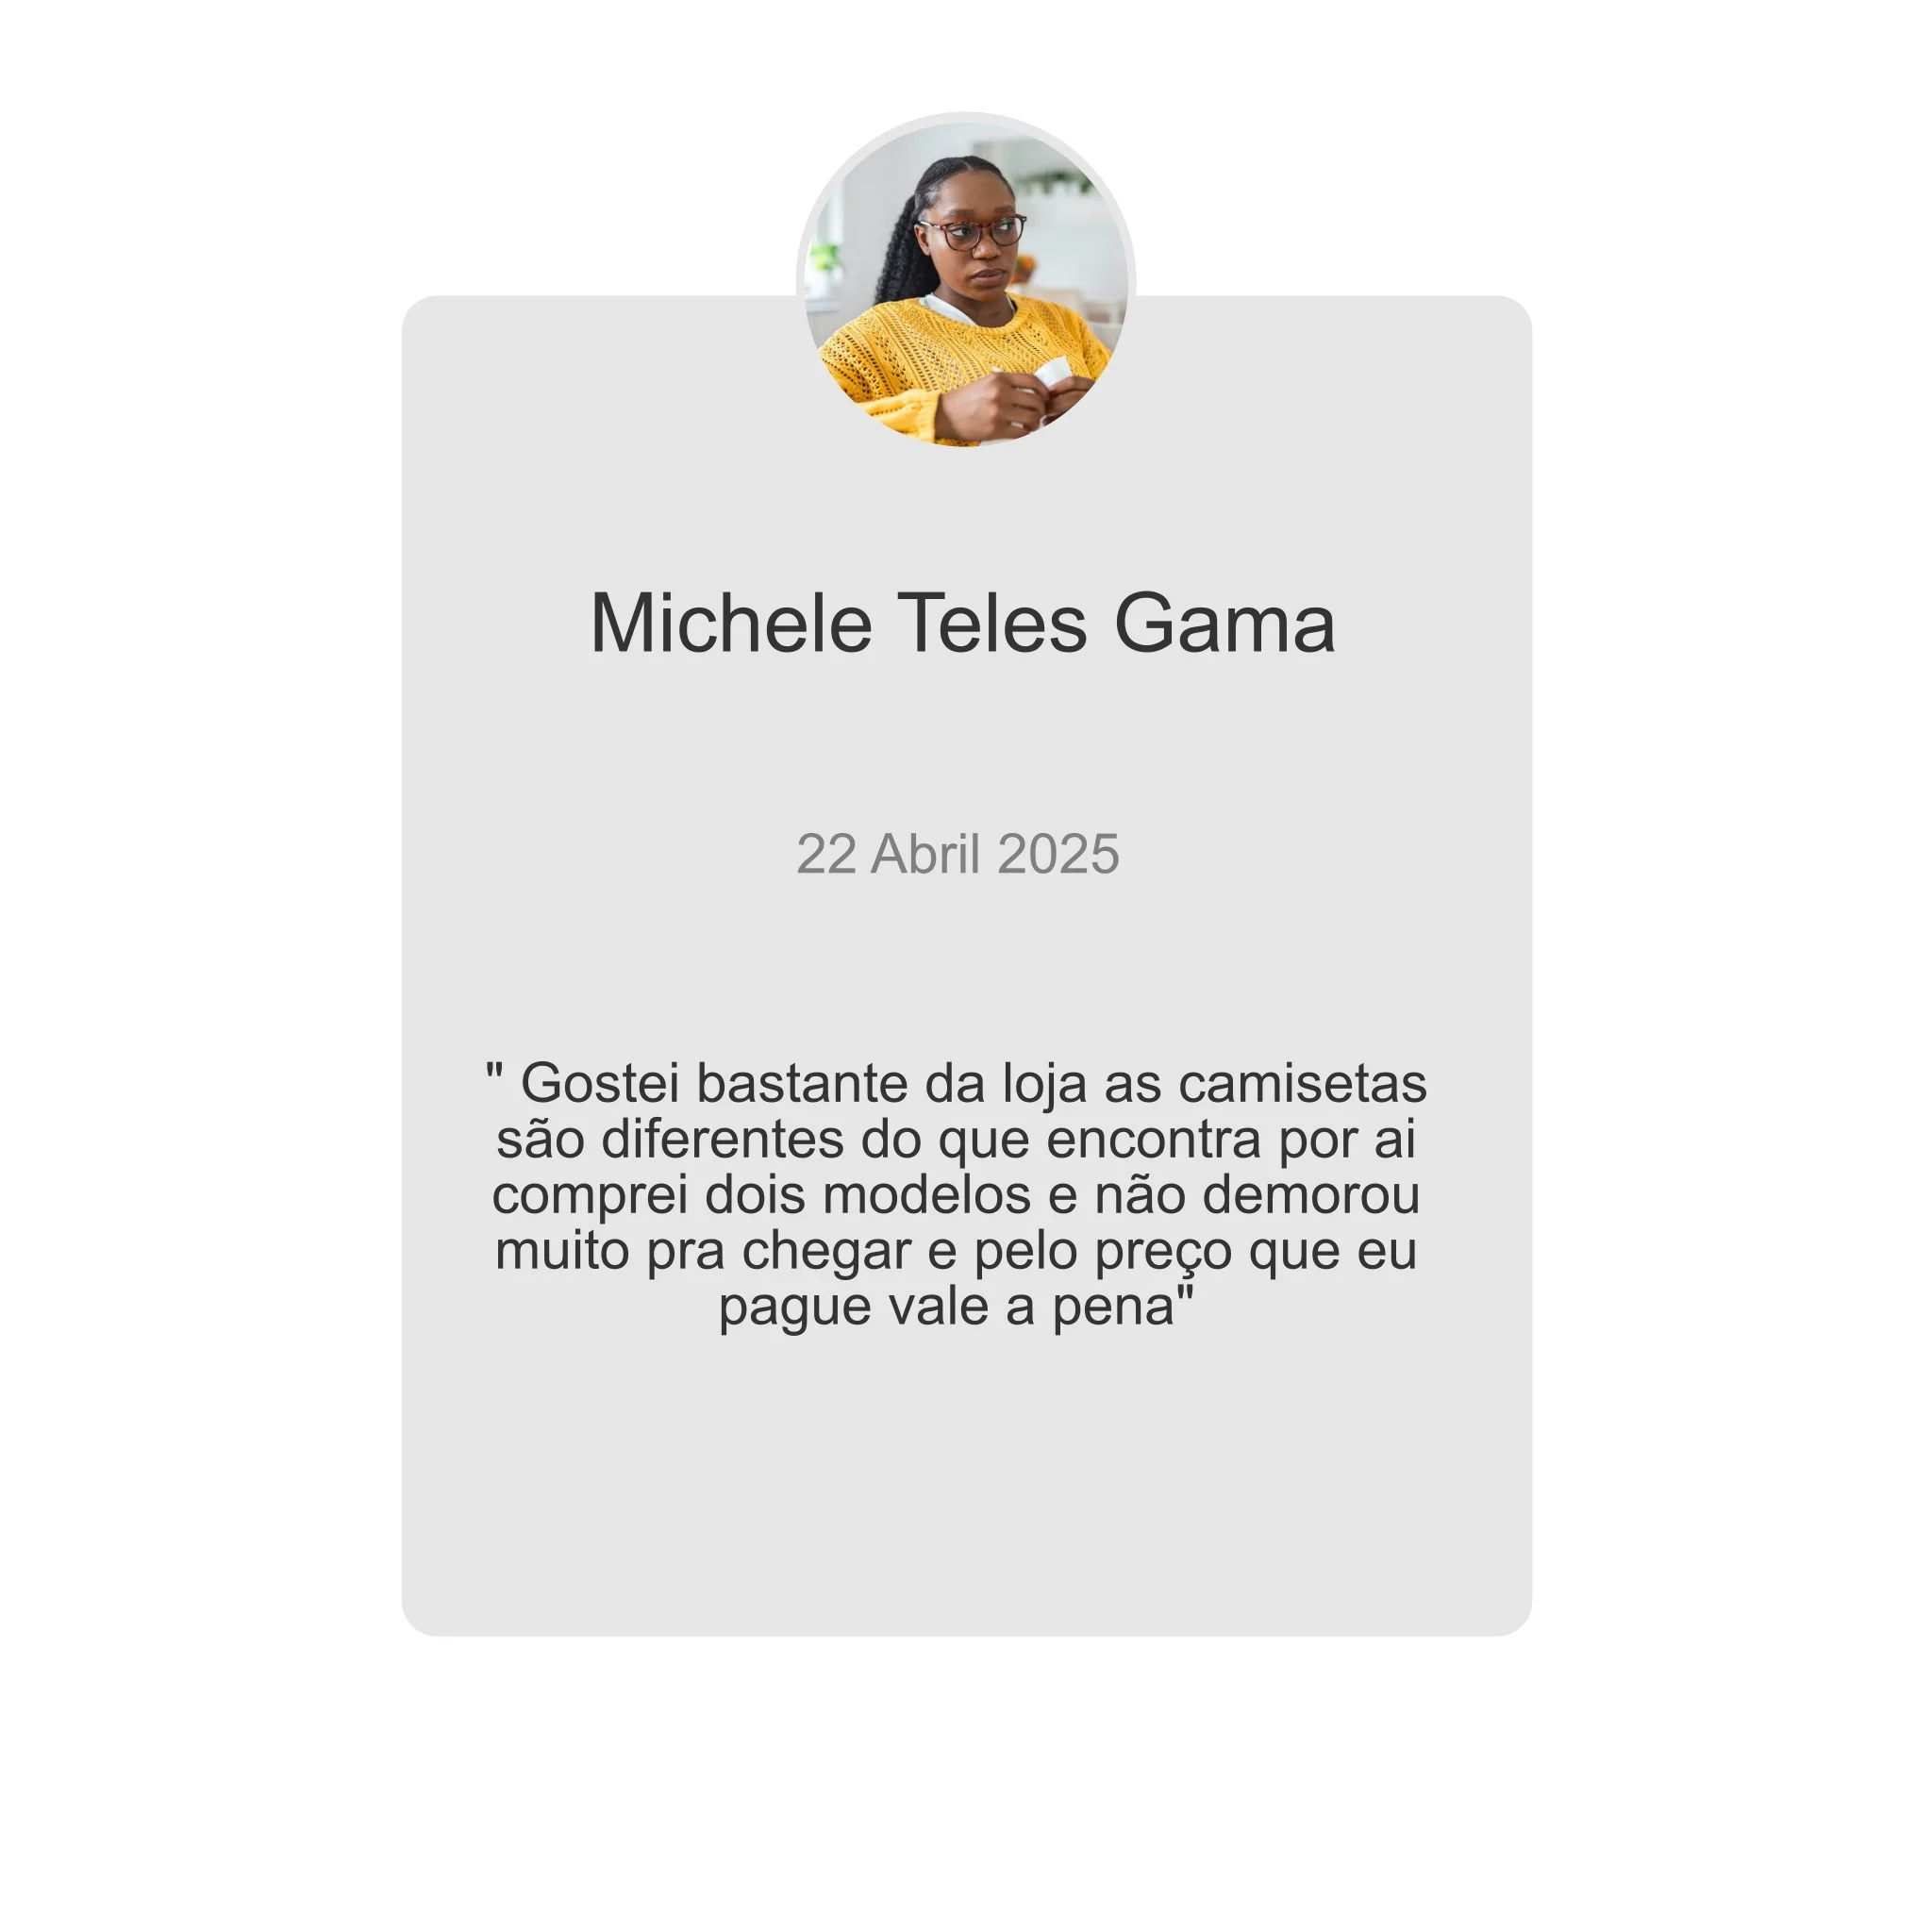 Michele Teles Gama
22 Abril 2025
" Gostei bastante da loja as camisetas
são diferentes do que encontra por ai
comprei dois modelos e não demorou
muito pra chegar e pelo preço que eu
pague vale a pena"